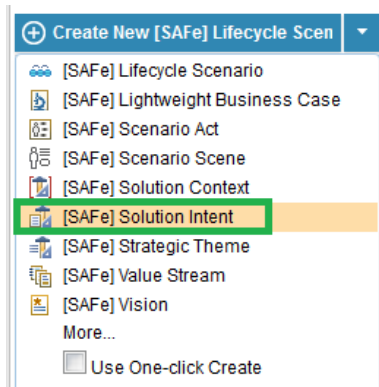 Create New [SAFe] Lifecycle Scen
[SAFe] Lifecycle Scenario
[SAFe] Lightweight Business Case
[SAFe] Scenario Act
[SAFe] Scenario Scene
[SAFe] Solution Context
[SAFe] Solution Intent
[SAFe] Strategic Theme
[SAFe] Value Stream
[SAFe] Vision
More...
Use One-click Create